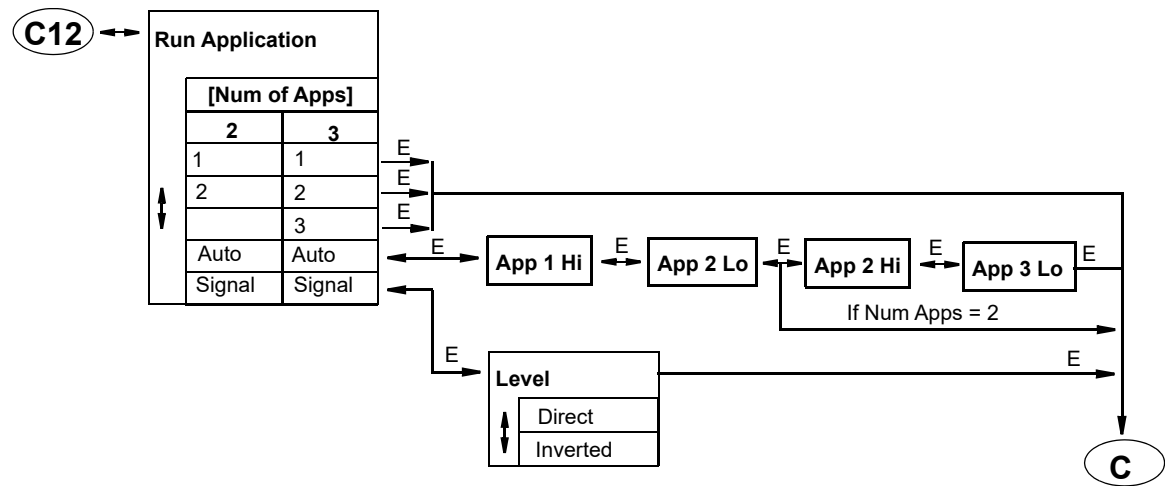 C12
Run Application
[Num of Apps]
2 3
1 1 E
2 2 E
3 E
Auto Auto E App 1 Hi E App 2 Lo E App 2 Hi E App 3 Lo E
Signal Signal
If Num Apps = 2
E Level E
Direct
Inverted
C